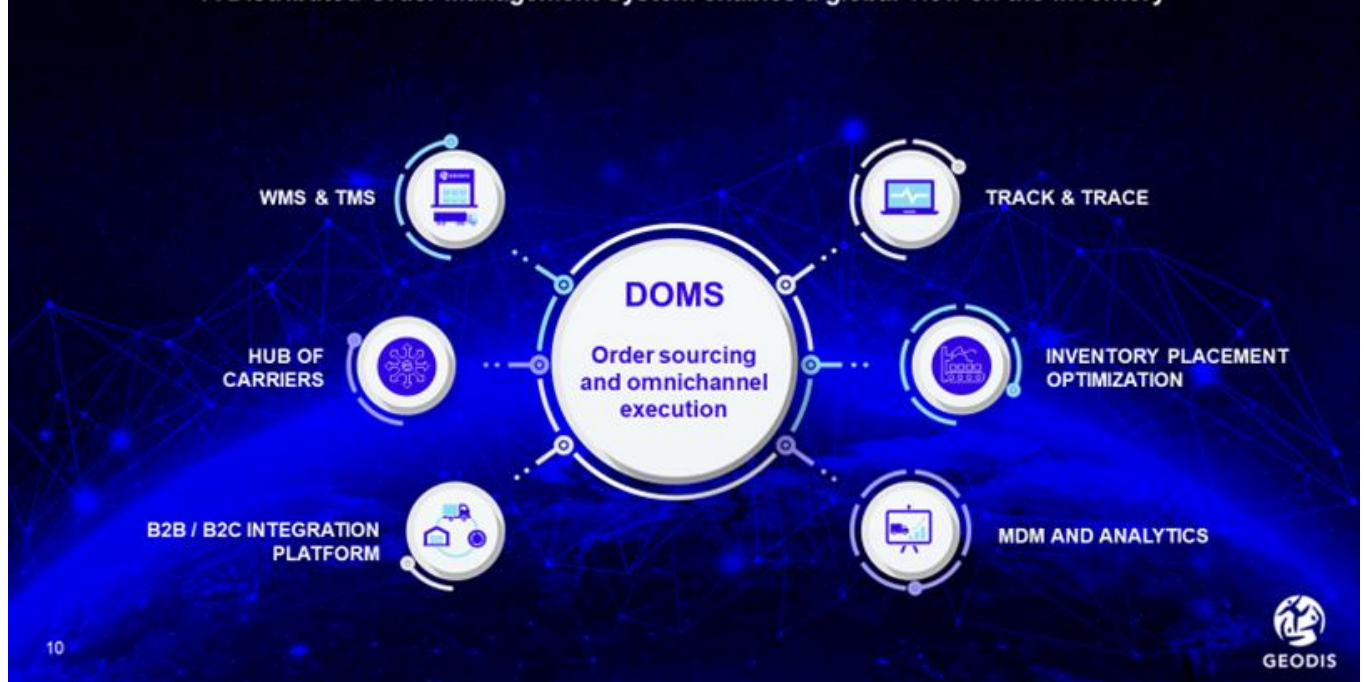 WMS & TMS
TRACK & TRACE
DOMS
Order sourcing
and omnichannel
execution
HUB OF
CARRIERS
INVENTORY PLACEMENT
OPTIMIZATION
B2B / B2C INTEGRATION
PLATFORM
MDM AND ANALYTICS
10
GEODIS